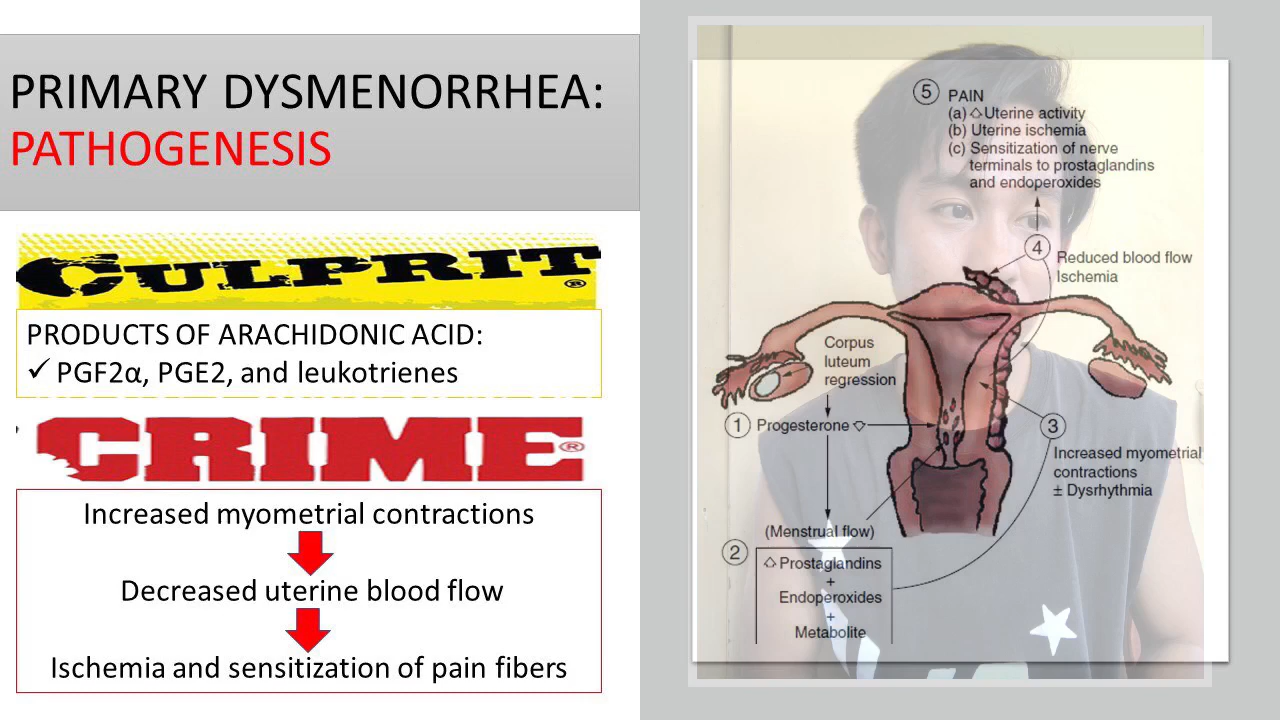 PRIMARY DYSMENORRHEA:
PATHOGENESIS
CULPRIT®
PRODUCTS OF ARACHIDONIC ACID:
✓ PGF2α, PGE2, and leukotrienes
CRIME®
Increased myometrial contractions
Decreased uterine blood flow
Ischemia and sensitization of pain fibers
5 PAIN
(a) Uterine activity
(b) Uterine ischemia
(c) Sensitization of nerve
terminals to prostaglandins
and endoperoxides
4
Reduced blood flow
Ischemia
Corpus
luteum
regression
1 Progesterone
3
Increased myometrial
contractions
± Dysrhythmia
(Menstrual flow)
2
Prostaglandins
+
Endoperoxides
+
Metabolite